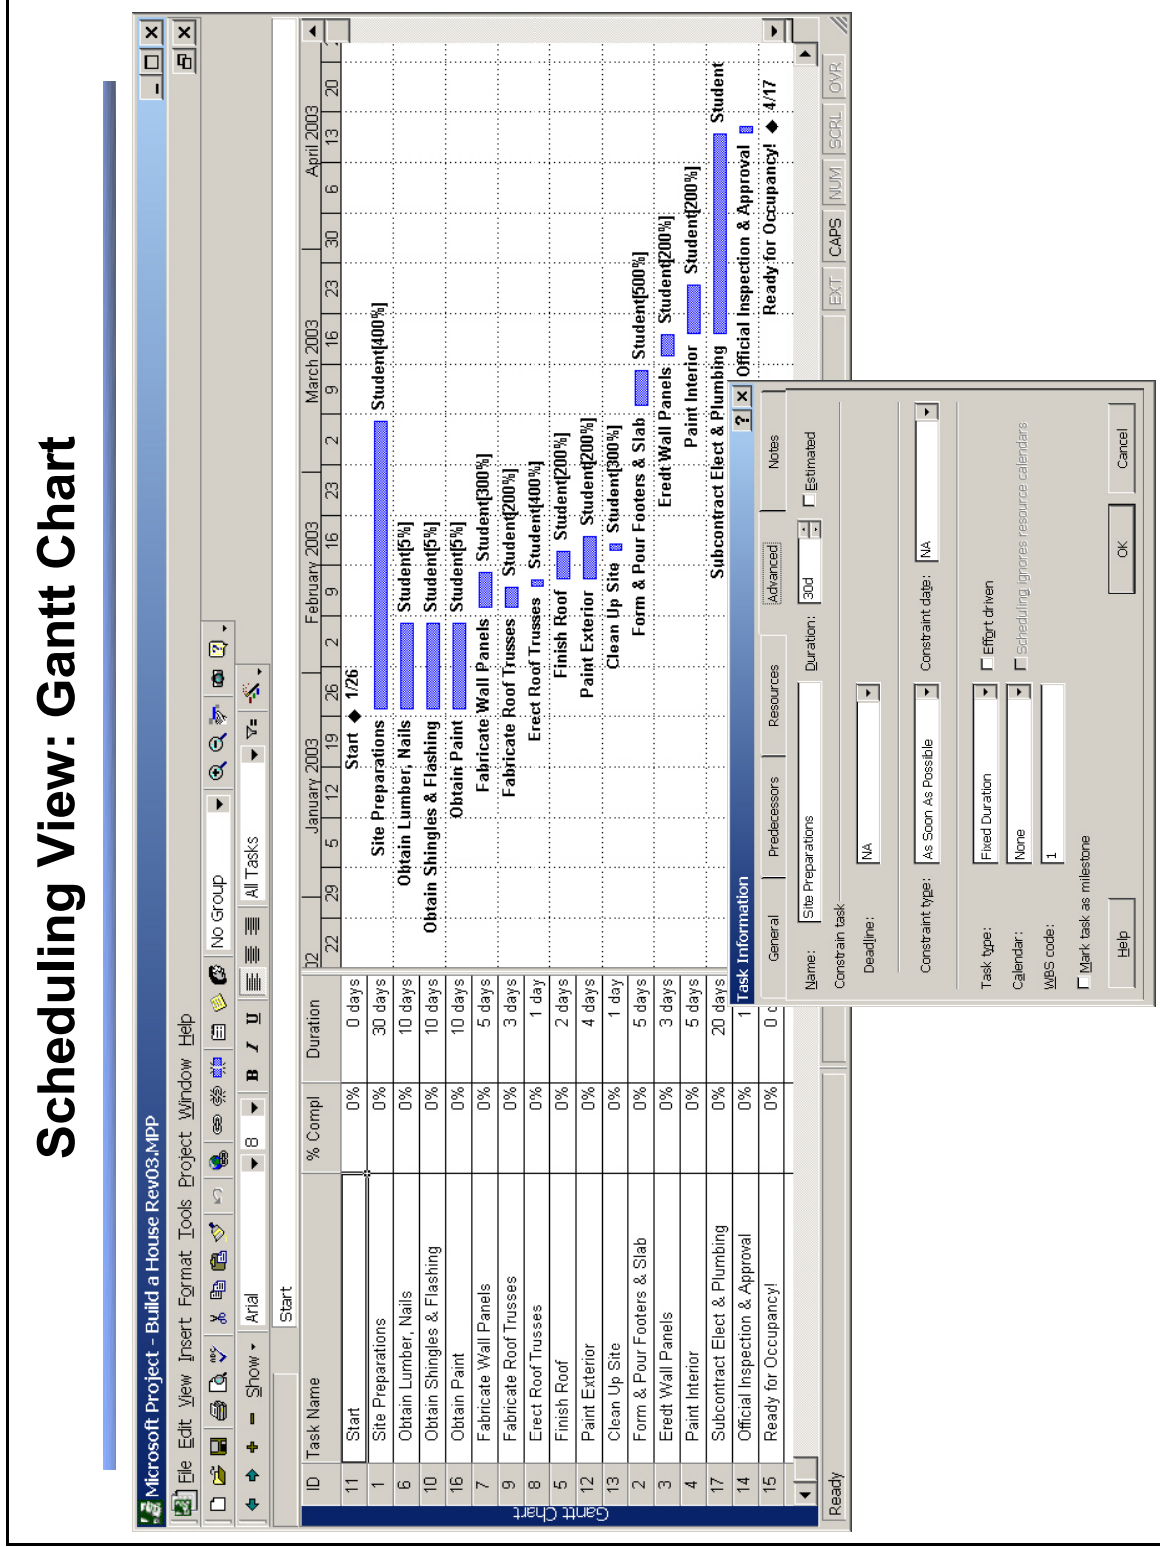 Scheduling View: Gantt Chart
Microsoft Project - Build a House Rev03.MPP
File Edit View Insert Format Tools Project Window Help
No Group
Show Arial 8 B I U All Tasks
Start
ID Task Name % Compl Duration
02 January 2003 February 2003 March 2003 April 2003
22 29 5 12 19 26 2 9 16 23 2 9 16 23 30 6 13 20
11 Start 0% 0 days Start 1/26
1 Site Preparations 0% 30 days Site Preparations Student[400%]
6 Obtain Lumber, Nails 0% 10 days Obtain Lumber, Nails Student[5%]
10 Obtain Shingles & Flashing 0% 10 days Obtain Shingles & Flashing Student[5%]
16 Obtain Paint 0% 10 days Obtain Paint Student[5%]
7 Fabricate Wall Panels 0% 5 days Fabricate Wall Panels Student[300%]
9 Fabricate Roof Trusses 0% 3 days Fabricate Roof Trusses Student[200%]
8 Erect Roof Trusses 0% 1 day Erect Roof Trusses Student[400%]
5 Finish Roof 0% 2 days Finish Roof Student[200%]
12 Paint Exterior 0% 4 days Paint Exterior Student[200%]
13 Clean Up Site 0% 1 day Clean Up Site Student[300%]
2 Form & Pour Footers & Slab 0% 5 days Form & Pour Footers & Slab Student[500%]
3 Eredt Wall Panels 0% 3 days Eredt Wall Panels Student[200%]
4 Paint Interior 0% 5 days Paint Interior Student[200%]
17 Subcontract Elect & Plumbing 0% 20 days Subcontract Elect & Plumbing Student
14 Official Inspection & Approval 0% 1 Official Inspection & Approval
15 Ready for Occupancy! 0% 0 d Ready for Occupancy! 4/17
Gantt Chart
Ready EXT CAPS NUM SCRL OVR
Task Information
General Predecessors Resources Advanced Notes
Name: Site Preparations Duration: 30d Estimated
Constrain task
Deadline: NA
Constraint type: As Soon As Possible Constraint date: NA
Task type: Fixed Duration Effort driven
Calendar: None Scheduling ignores resource calendars
WBS code: 1
Mark task as milestone
Help OK Cancel